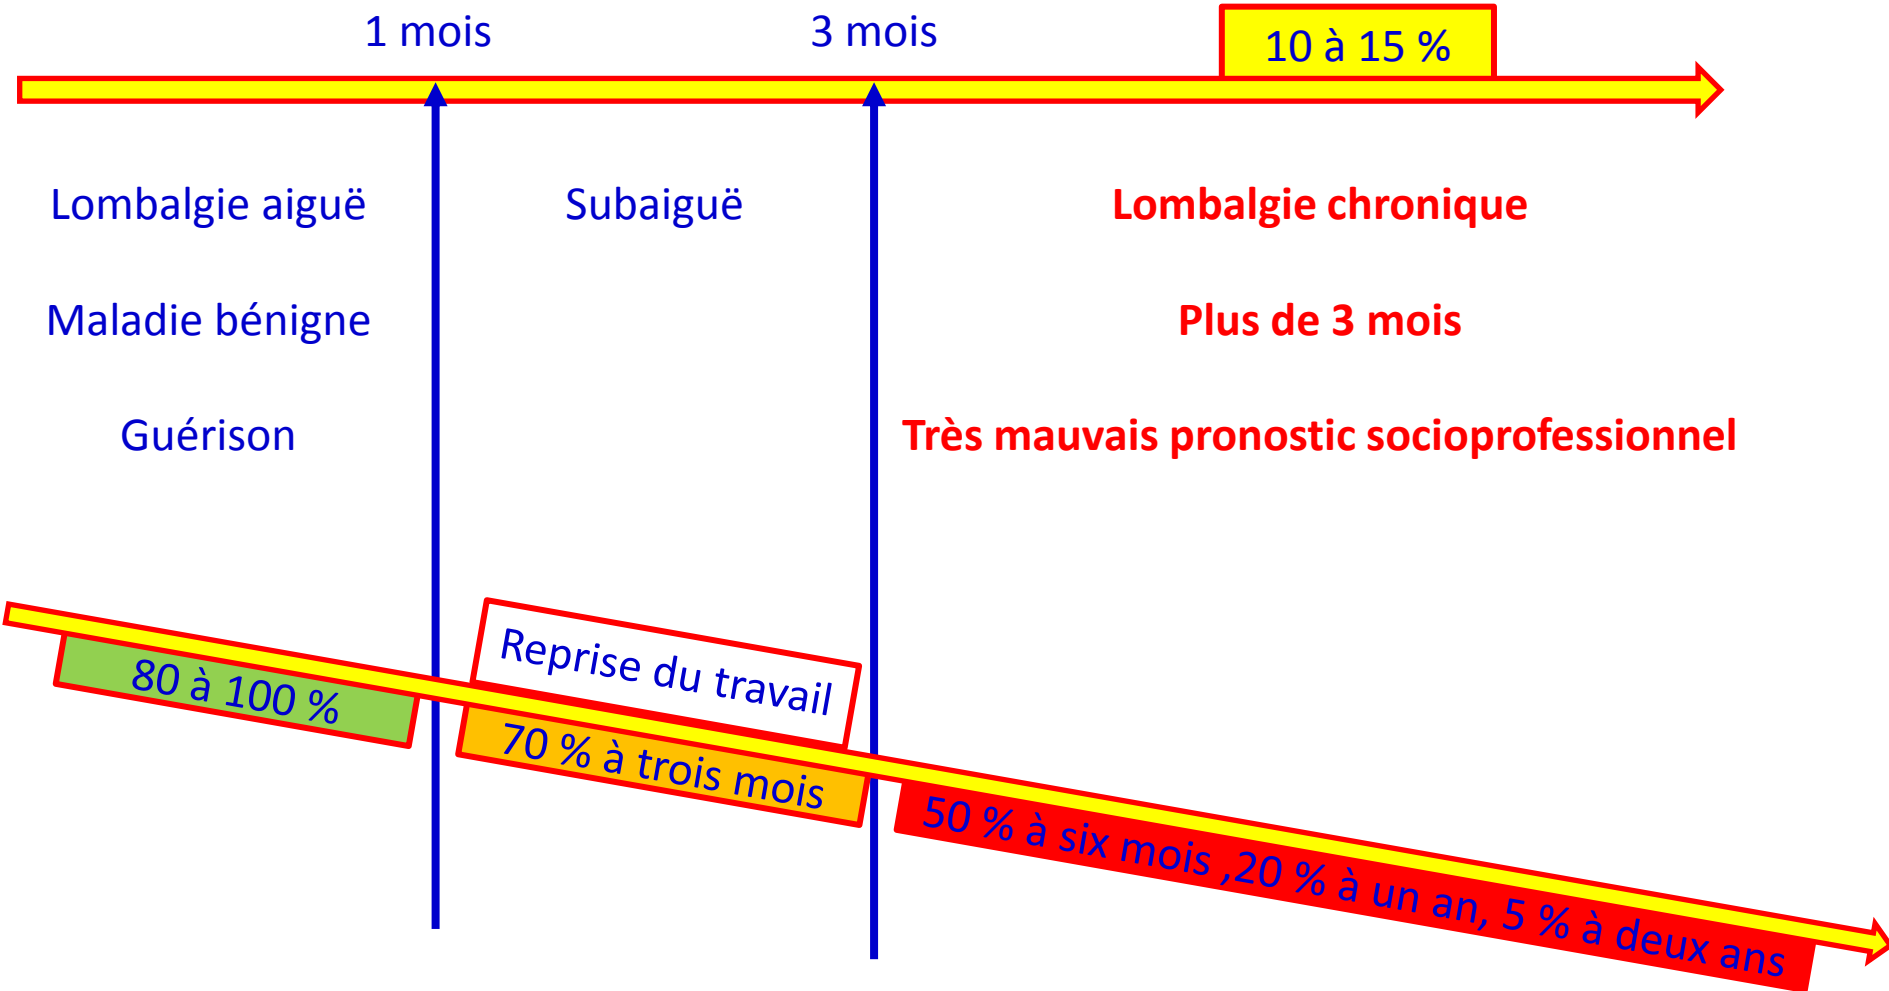 1 mois
3 mois
10 à 15 %
Lombalgie aiguë
Subaiguë
Lombalgie chronique
Maladie bénigne
Plus de 3 mois
Guérison
Très mauvais pronostic socioprofessionnel
Reprise du travail
80 à 100 %
70 % à trois mois
50 % à six mois ,20 % à un an, 5 % à deux ans